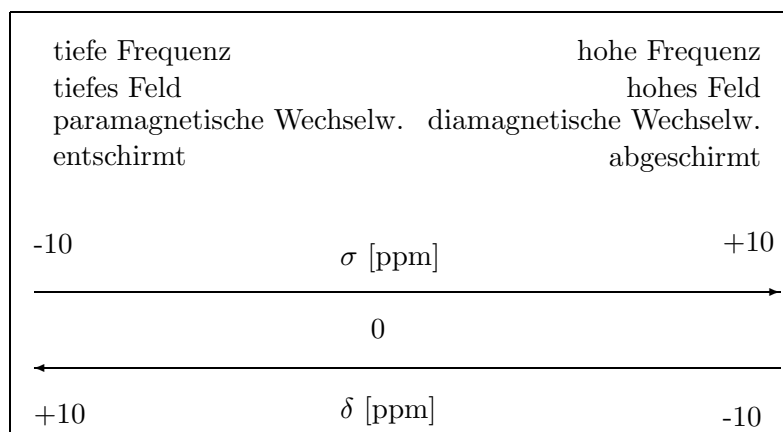 tiefe Frequenz hohe Frequenz
tiefes Feld hohes Feld
paramagnetische Wechselw. diamagnetische Wechselw.
entschirmt abgeschirmt
-10 σ [ppm] +10
0
+10 δ [ppm] -10